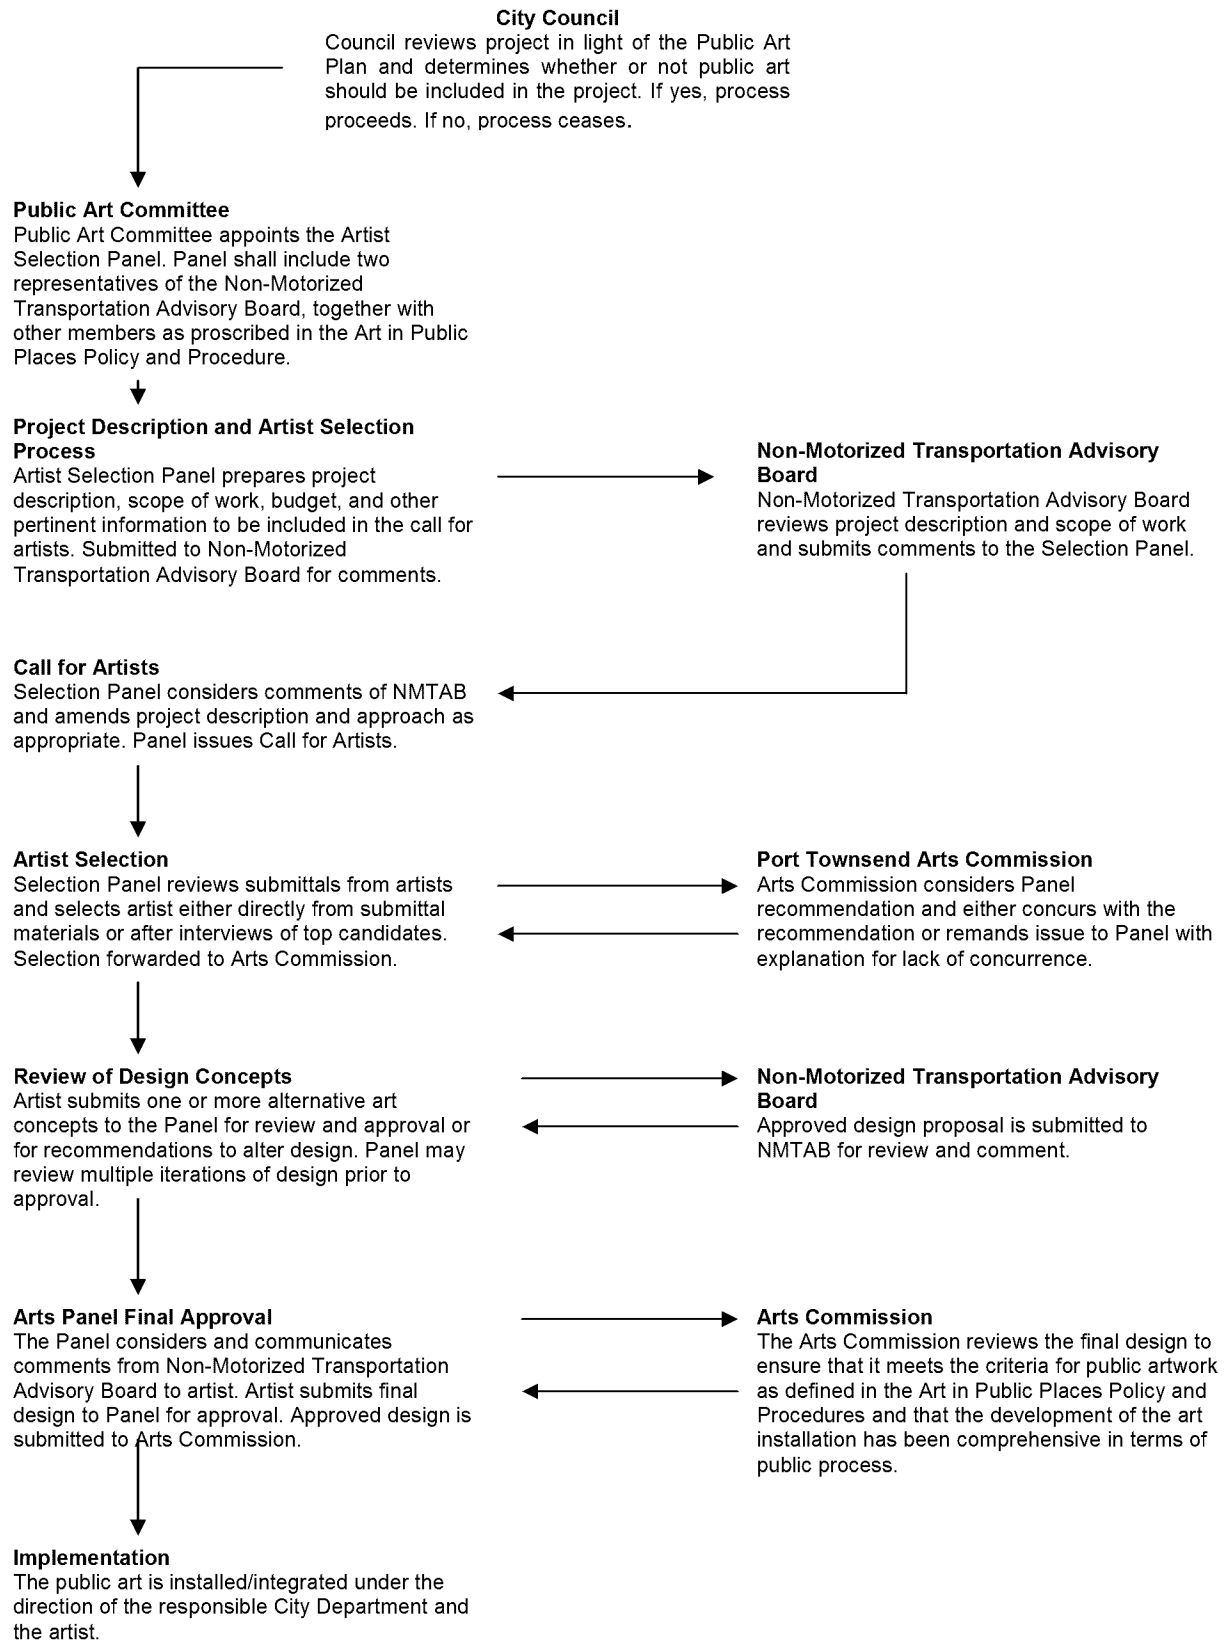 City Council
Council reviews project in light of the Public Art
Plan and determines whether or not public art
should be included in the project. If yes, process
proceeds. If no, process ceases.
Public Art Committee
Public Art Committee appoints the Artist
Selection Panel. Panel shall include two
representatives of the Non-Motorized
Transportation Advisory Board, together with
other members as proscribed in the Art in Public
Places Policy and Procedure.
Project Description and Artist Selection
Process
Artist Selection Panel prepares project
description, scope of work, budget, and other
pertinent information to be included in the call for
artists. Submitted to Non-Motorized
Transportation Advisory Board for comments.
Non-Motorized Transportation Advisory
Board
Non-Motorized Transportation Advisory Board
reviews project description and scope of work
and submits comments to the Selection Panel.
Call for Artists
Selection Panel considers comments of NMTAB
and amends project description and approach as
appropriate. Panel issues Call for Artists.
Artist Selection
Selection Panel reviews submittals from artists
and selects artist either directly from submittal
materials or after interviews of top candidates.
Selection forwarded to Arts Commission.
Port Townsend Arts Commission
Arts Commission considers Panel
recommendation and either concurs with the
recommendation or remands issue to Panel with
explanation for lack of concurrence.
Review of Design Concepts
Artist submits one or more alternative art
concepts to the Panel for review and approval or
for recommendations to alter design. Panel may
review multiple iterations of design prior to
approval.
Non-Motorized Transportation Advisory
Board
Approved design proposal is submitted to
NMTAB for review and comment.
Arts Panel Final Approval
The Panel considers and communicates
comments from Non-Motorized Transportation
Advisory Board to artist. Artist submits final
design to Panel for approval. Approved design is
submitted to Arts Commission.
Arts Commission
The Arts Commission reviews the final design to
ensure that it meets the criteria for public artwork
as defined in the Art in Public Places Policy and
Procedures and that the development of the art
installation has been comprehensive in terms of
public process.
Implementation
The public art is installed/integrated under the
direction of the responsible City Department and
the artist.